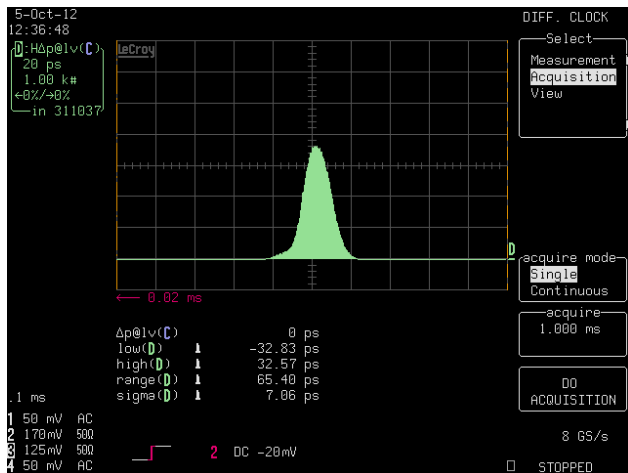 5-Oct-12
12:36:48
D:HΔp@lv(C)
20 ps
1.00 k#
←0%/→0%
in 311037
LeCroy
← 0.02 ms
Δp@lv(C) 0 ps
low(D) -32.83 ps
high(D) 32.57 ps
range(D) 65.40 ps
sigma(D) 7.06 ps
.1 ms
1 50 mV AC
2 170mV 50Ω
3 125mV 50Ω
4 50 mV AC
2 DC -20mV
D
DIFF. CLOCK
Select
Measurement
Acquisition
View
acquire mode
Single
Continuous
acquire
1.000 ms
DO
ACQUISITION
8 GS/s
STOPPED